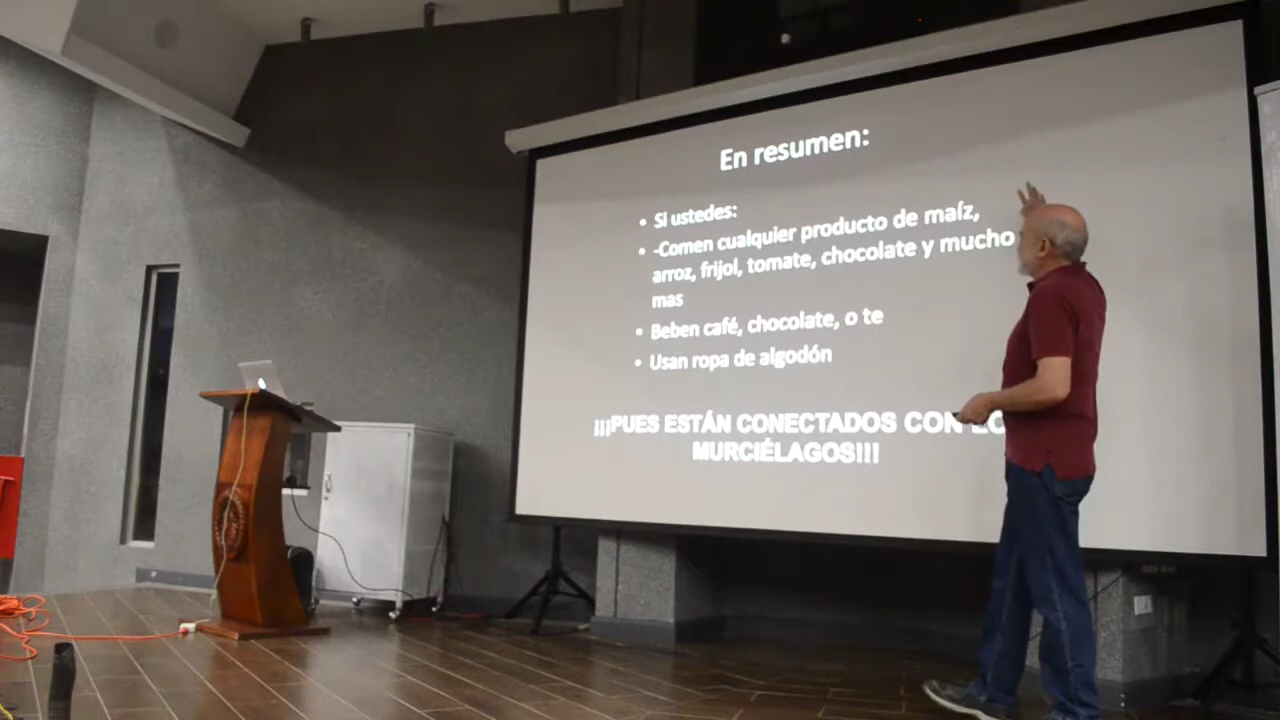 En resumen:
• Si ustedes:
• -Comen cualquier producto de maíz,
arroz, frijol, tomate, chocolate y mucho
mas
• Beben café, chocolate, o te
• Usan ropa de algodón
¡¡¡PUES ESTÁN CONECTADOS CON
MURCIÉLAGOS!!!